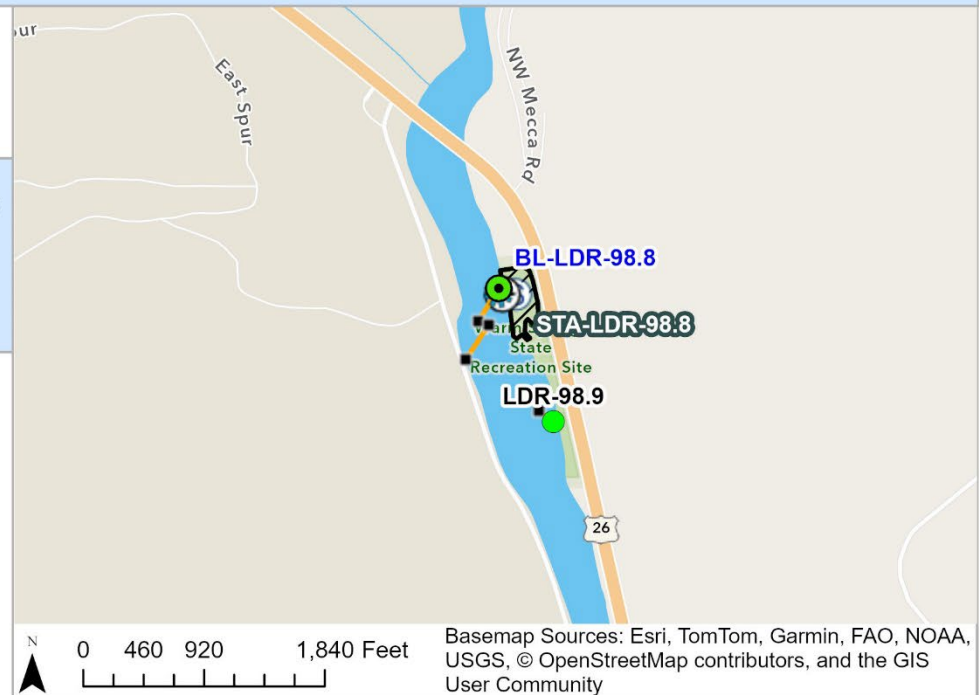 our
East Spur
NW Mecca Rd
BL-LDR-98.8
STA-LDR-98.8
State
Recreation Site
LDR-98.9
26
N
0 460 920 1,840 Feet
Basemap Sources: Esri, TomTom, Garmin, FAO, NOAA,
USGS, © OpenStreetMap contributors, and the GIS
User Community